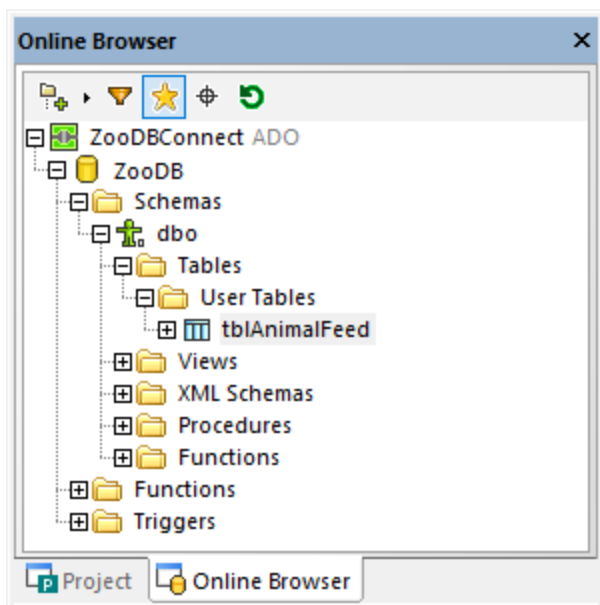 Online Browser
ZooDBConnect ADO
ZooDB
Schemas
dbo
Tables
User Tables
tblAnimalFeed
Views
XML Schemas
Procedures
Functions
Functions
Triggers
Project Online Browser